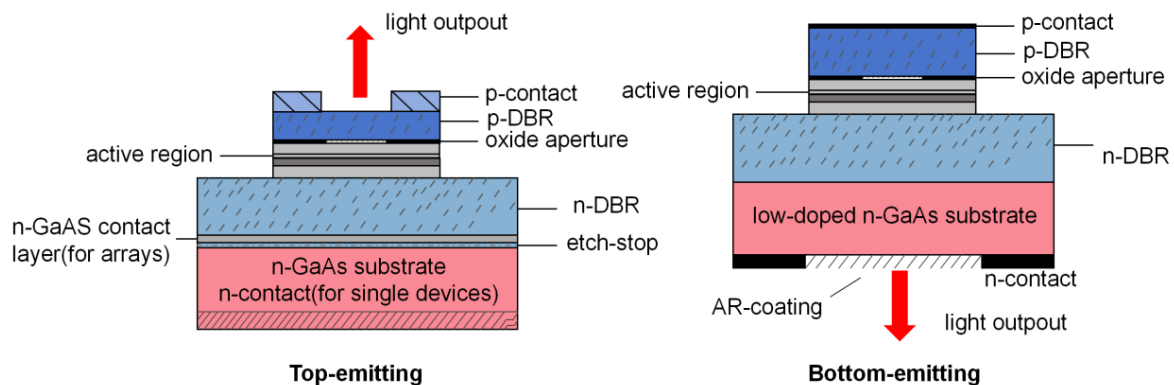 light outpout
p-contact
p-DBR
oxide aperture
active region
n-DBR
n-GaAS contact
layer(for arrays)
etch-stop
n-GaAs substrate
n-contact(for single devices)
Top-emitting
p-contact
p-DBR
oxide aperture
active region
n-DBR
low-doped n-GaAs substrate
n-contact
AR-coating
light outpout
Bottom-emitting